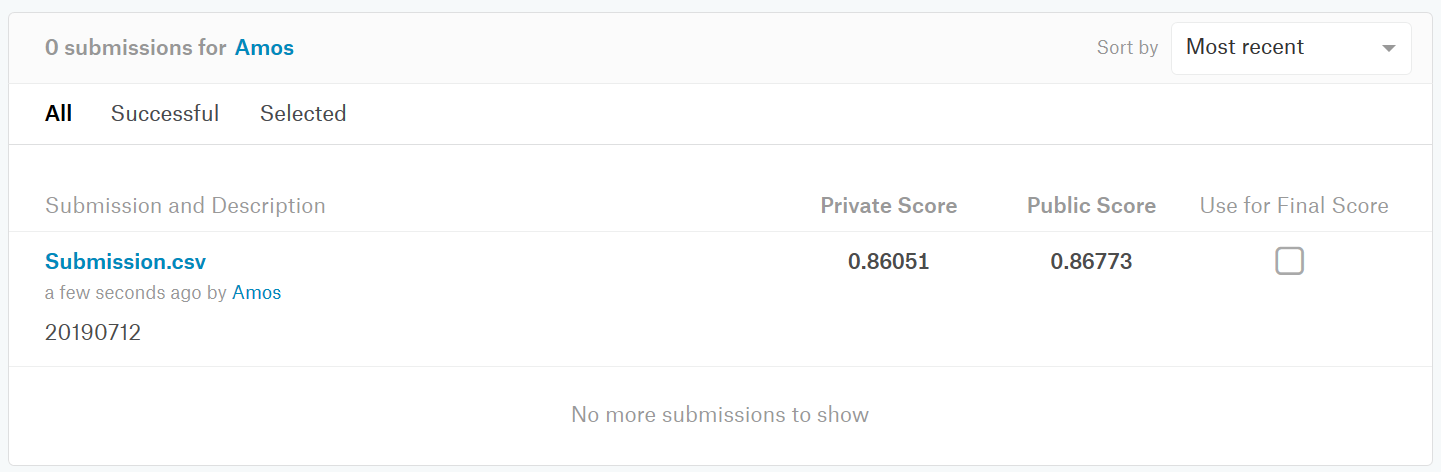 0 submissions for Amos Sort by Most recent
All Successful Selected
Submission and Description Private Score Public Score Use for Final Score
Submission.csv 0.86051 0.86773
a few seconds ago by Amos
20190712
No more submissions to show